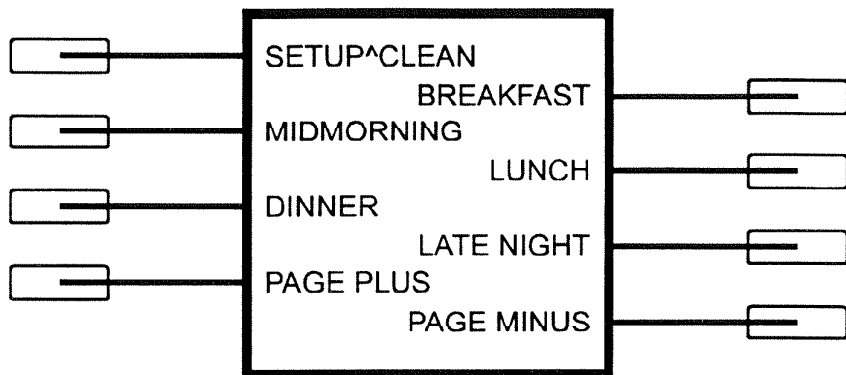 SETUP^CLEAN
BREAKFAST
MIDMORNING
LUNCH
DINNER
LATE NIGHT
PAGE PLUS
PAGE MINUS